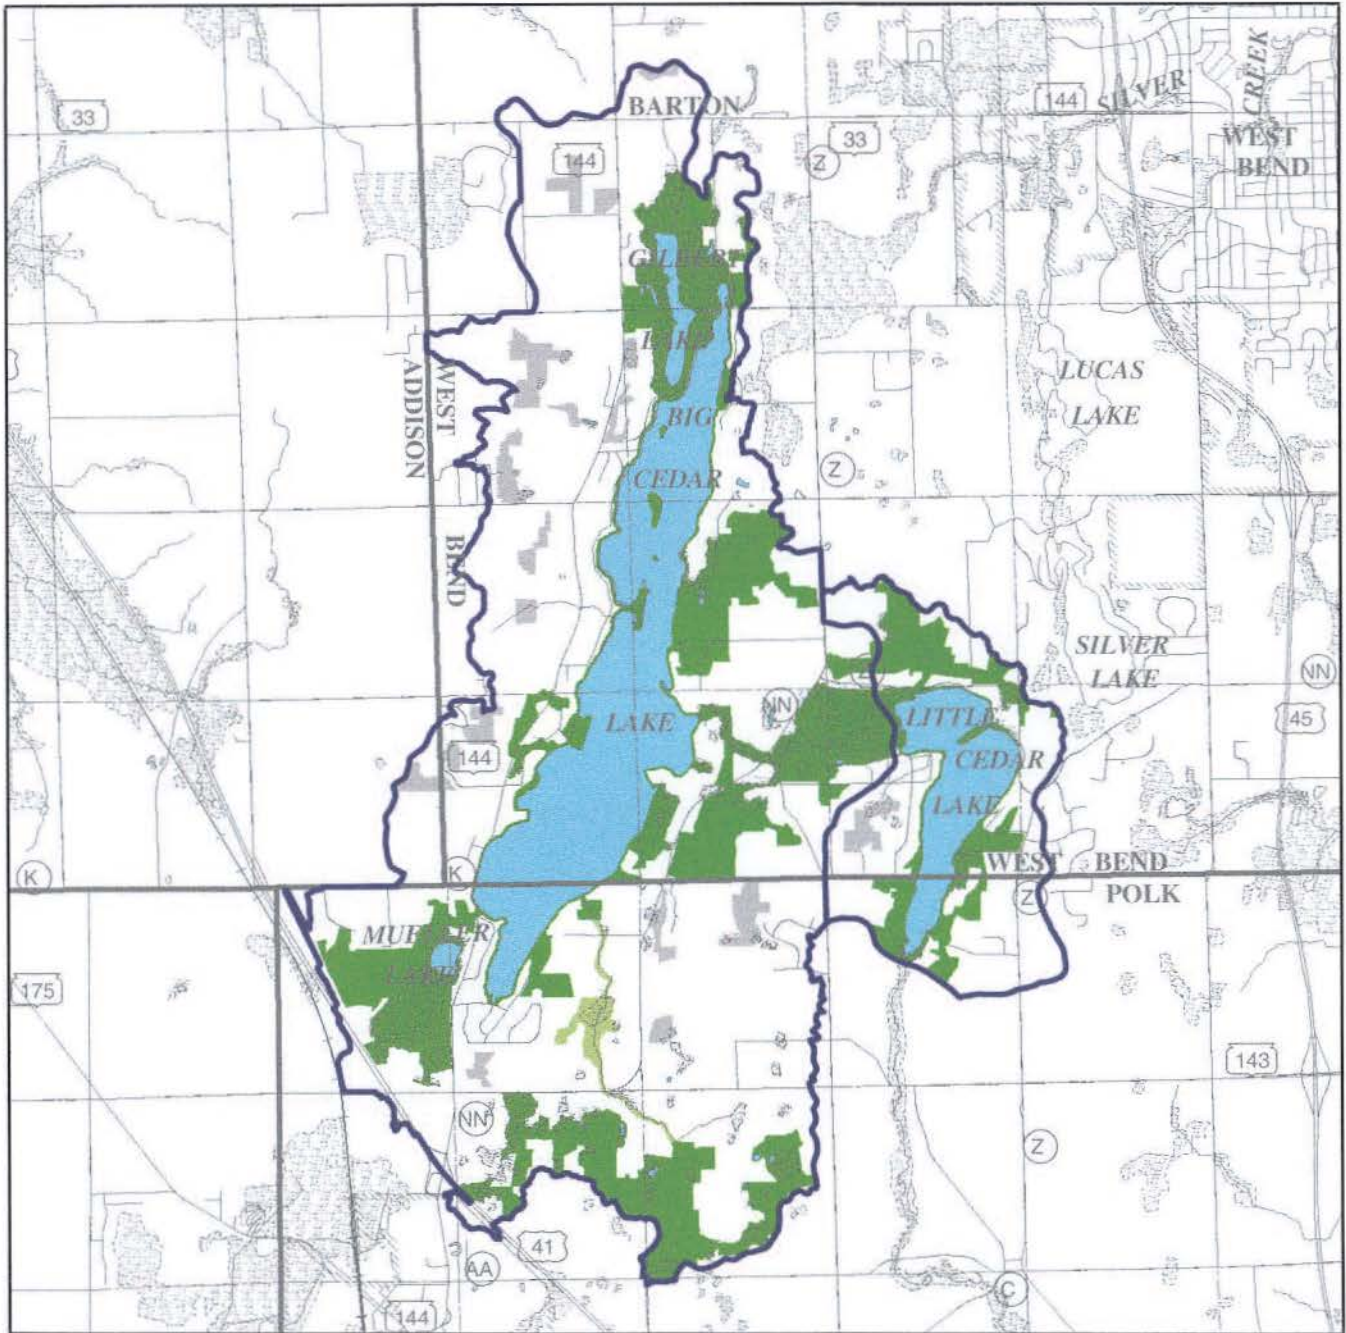 BARTON
33
144
144
SILVER
CREEK
WEST
BEND
33
Z
GILBERT
LAKE
LUCAS
LAKE
WEST
ADDISON
BIG
CEDAR
Z
BEND
SILVER
LAKE
NN
Z
NN
LAKE
LITTLE
45
144
CEDAR
LAKE
WEST BEND
K
K
POLK
Z
MUELLER
LAKE
175
143
NN
Z
41
AA
C
144